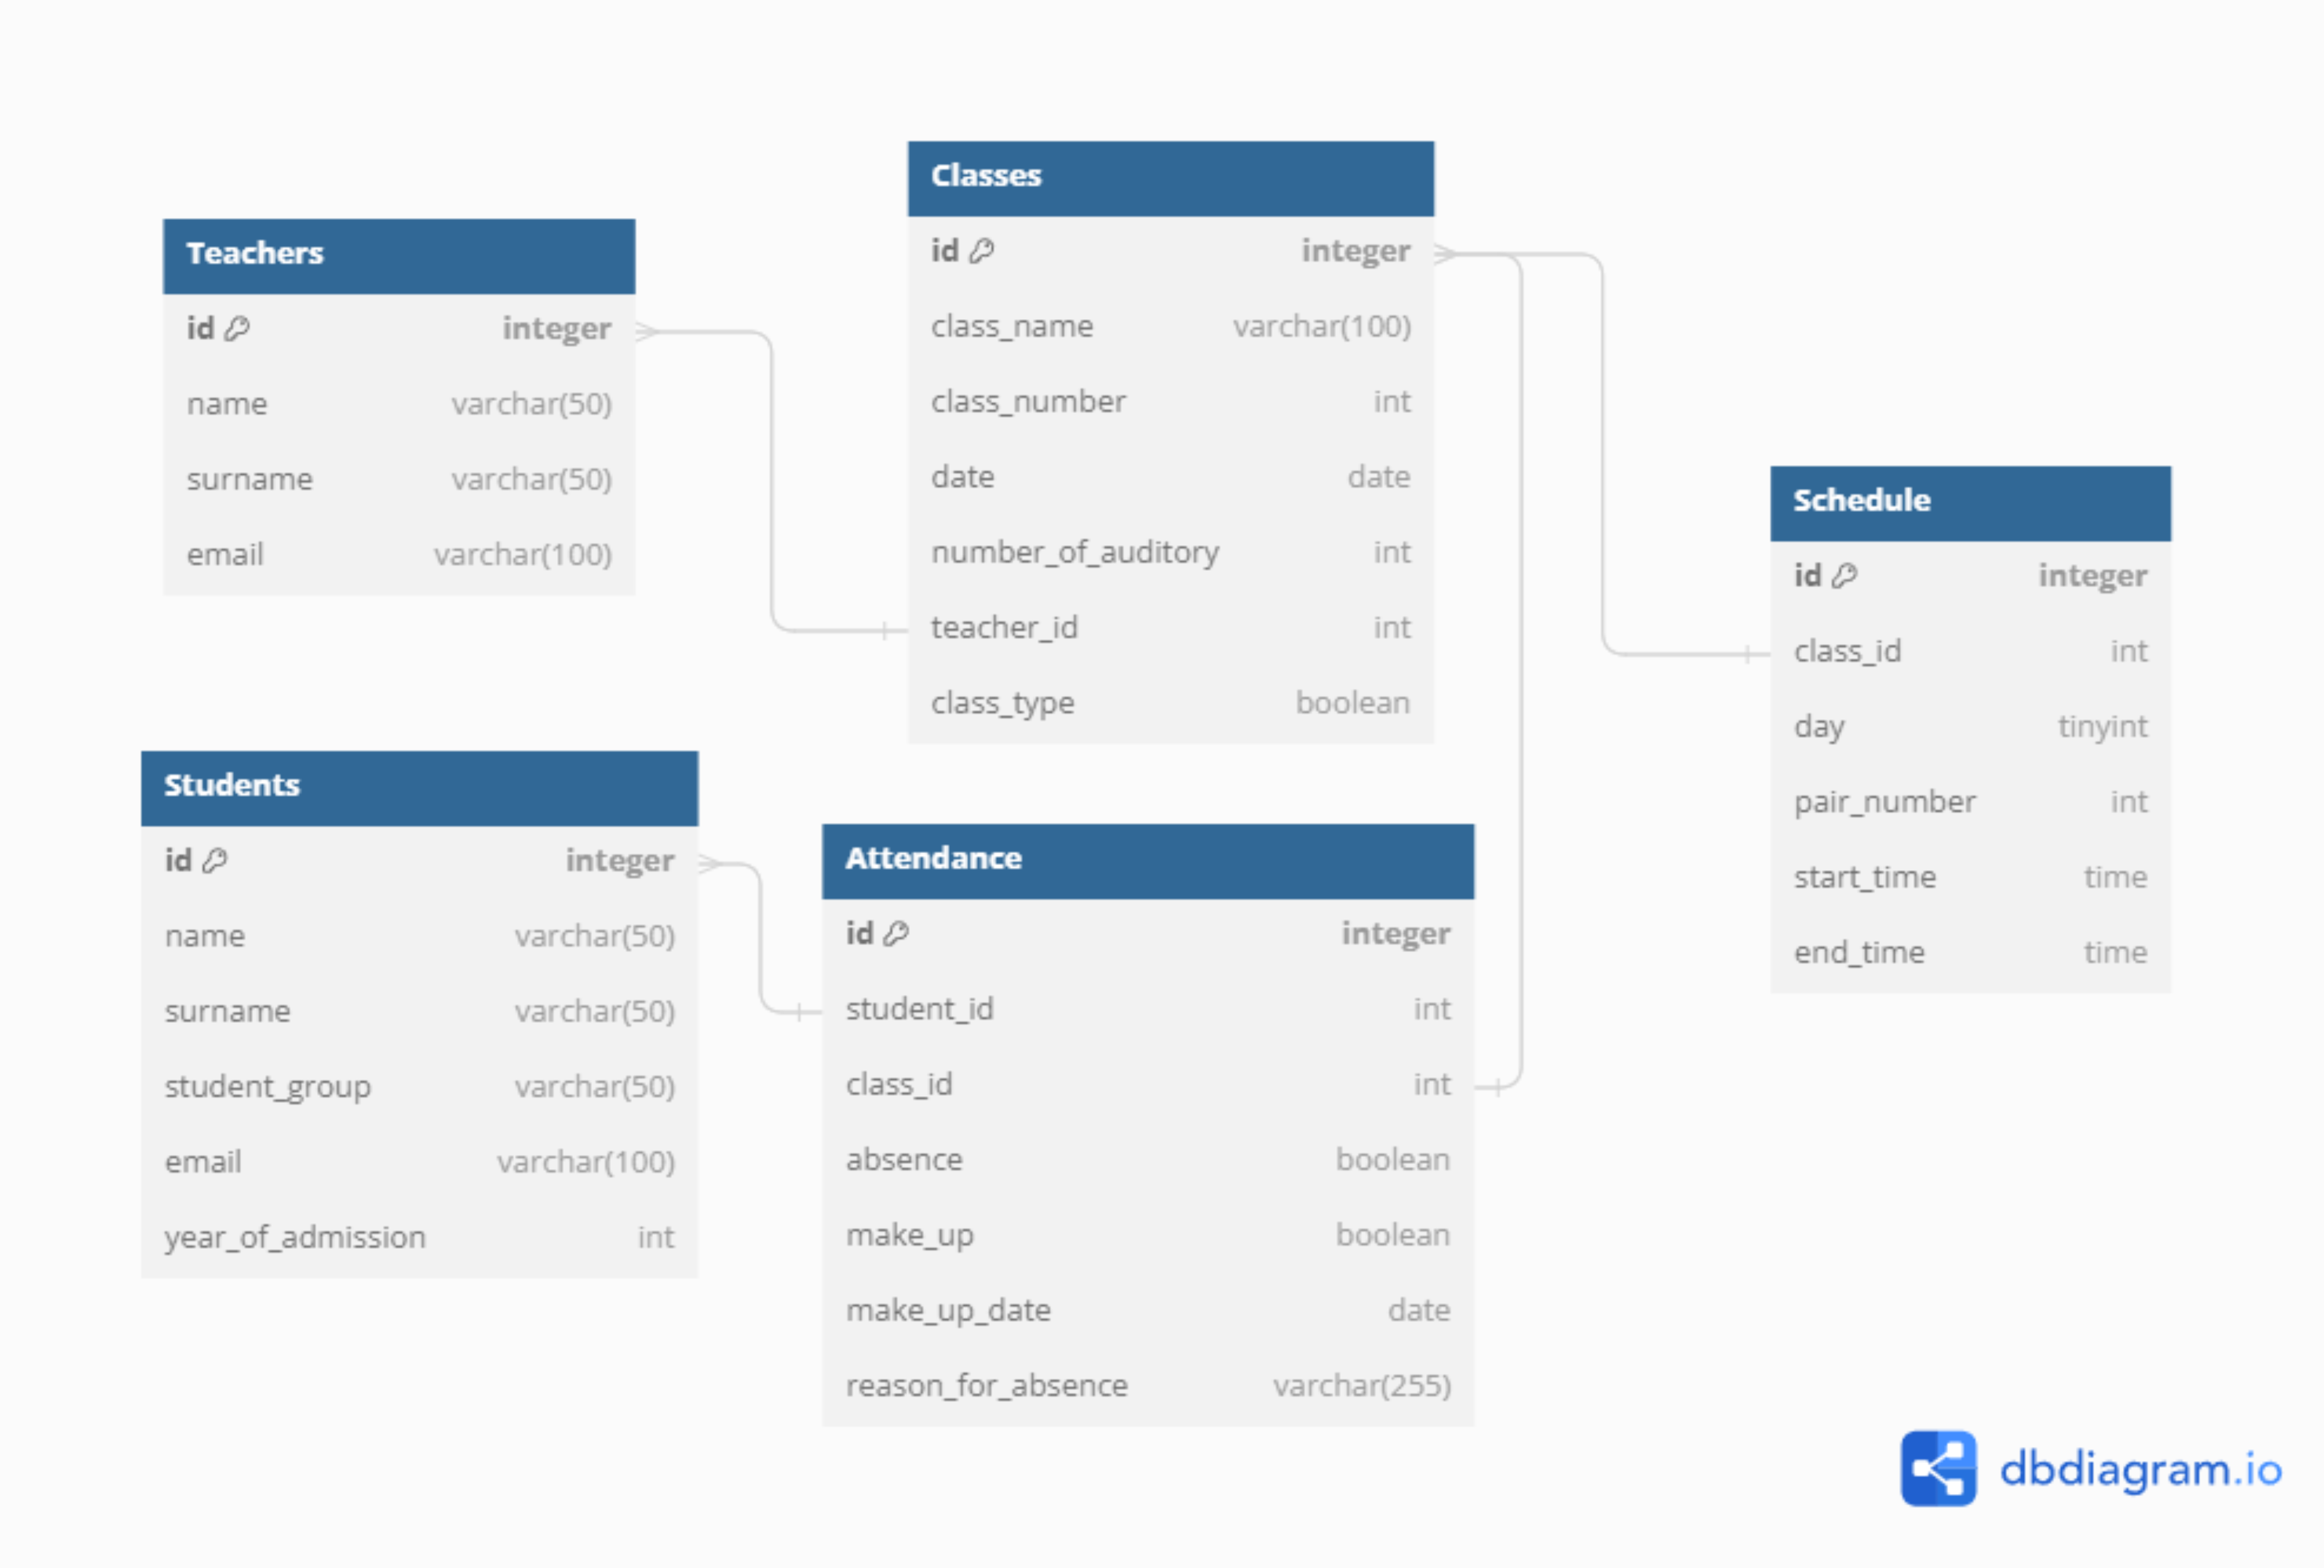 Teachers
id integer
name varchar(50)
surname varchar(50)
email varchar(100)
Classes
id integer
class_name varchar(100)
class_number int
date date
number_of_auditory int
teacher_id int
class_type boolean
Schedule
id integer
class_id int
day tinyint
pair_number int
start_time time
end_time time
Students
id integer
name varchar(50)
surname varchar(50)
student_group varchar(50)
email varchar(100)
year_of_admission int
Attendance
id integer
student_id int
class_id int
absence boolean
make_up boolean
make_up_date date
reason_for_absence varchar(255)
dbdiagram.io